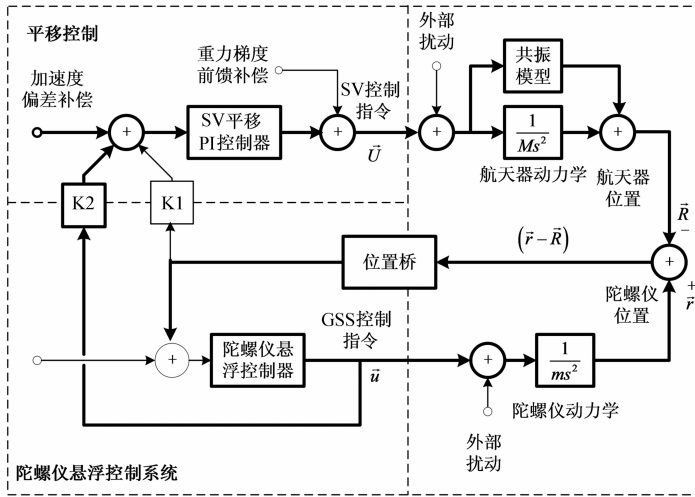 平移控制
加速度
偏差补偿
重力梯度
前馈补偿
SV控制
指令
外部
扰动
共振
模型
+
SV平移
PI控制器
+
U⃗
+
1
Ms²
+
航天器动力学
航天器
位置
R⃗
−
K2
K1
(r⃗−R⃗)
位置桥
+
+
r⃗
陀螺仪
位置
GSS控制
指令
+
陀螺仪悬
浮控制器
u⃗
+
1
ms²
陀螺仪动力学
外部
扰动
陀螺仪悬浮控制系统